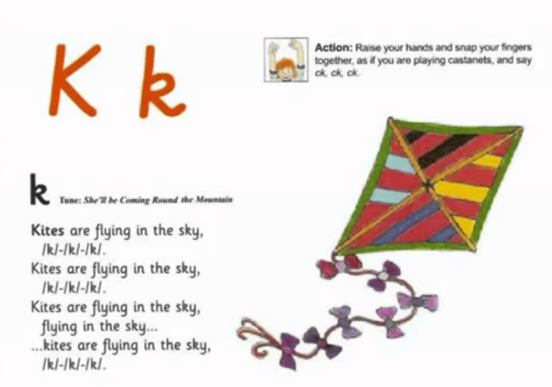 K k
Action: Raise your hands and snap your fingers
together, as if you are playing castanets, and say
ck, ck, ck.
k Tune: She'll be Coming Round the Mountain
Kites are flying in the sky,
/k/-/k/-/k/.
Kites are flying in the sky,
/k/-/k/-/k/.
Kites are flying in the sky,
flying in the sky...
...kites are flying in the sky,
/k/-/k/-/k/.